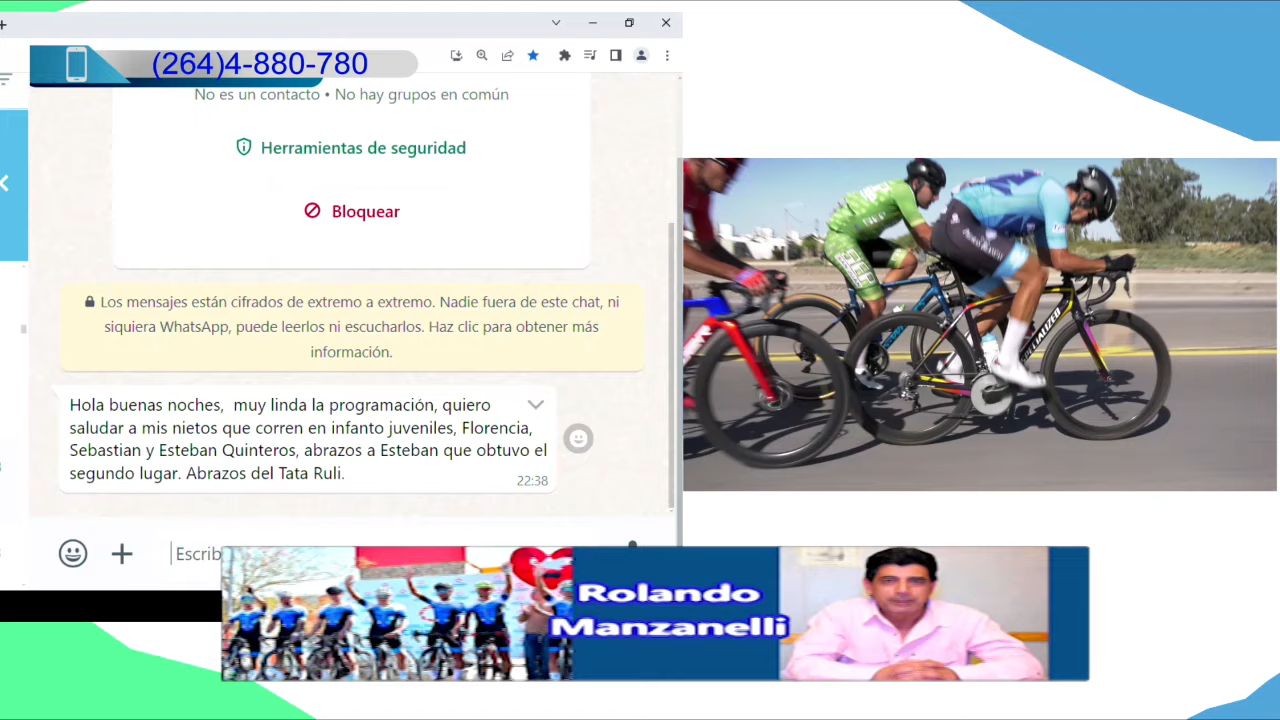 (264)4-880-780
No es un contacto • No hay grupos en común
Herramientas de seguridad
Bloquear
Los mensajes están cifrados de extremo a extremo. Nadie fuera de este chat, ni
siquiera WhatsApp, puede leerlos ni escucharlos. Haz clic para obtener más
información.
Hola buenas noches, muy linda la programación, quiero
saludar a mis nietos que corren en infanto juveniles, Florencia,
Sebastian y Esteban Quinteros, abrazos a Esteban que obtuvo el
segundo lugar. Abrazos del Tata Ruli.
22:38
Escrib
SPECIALIZED
Rolando
Manzanelli